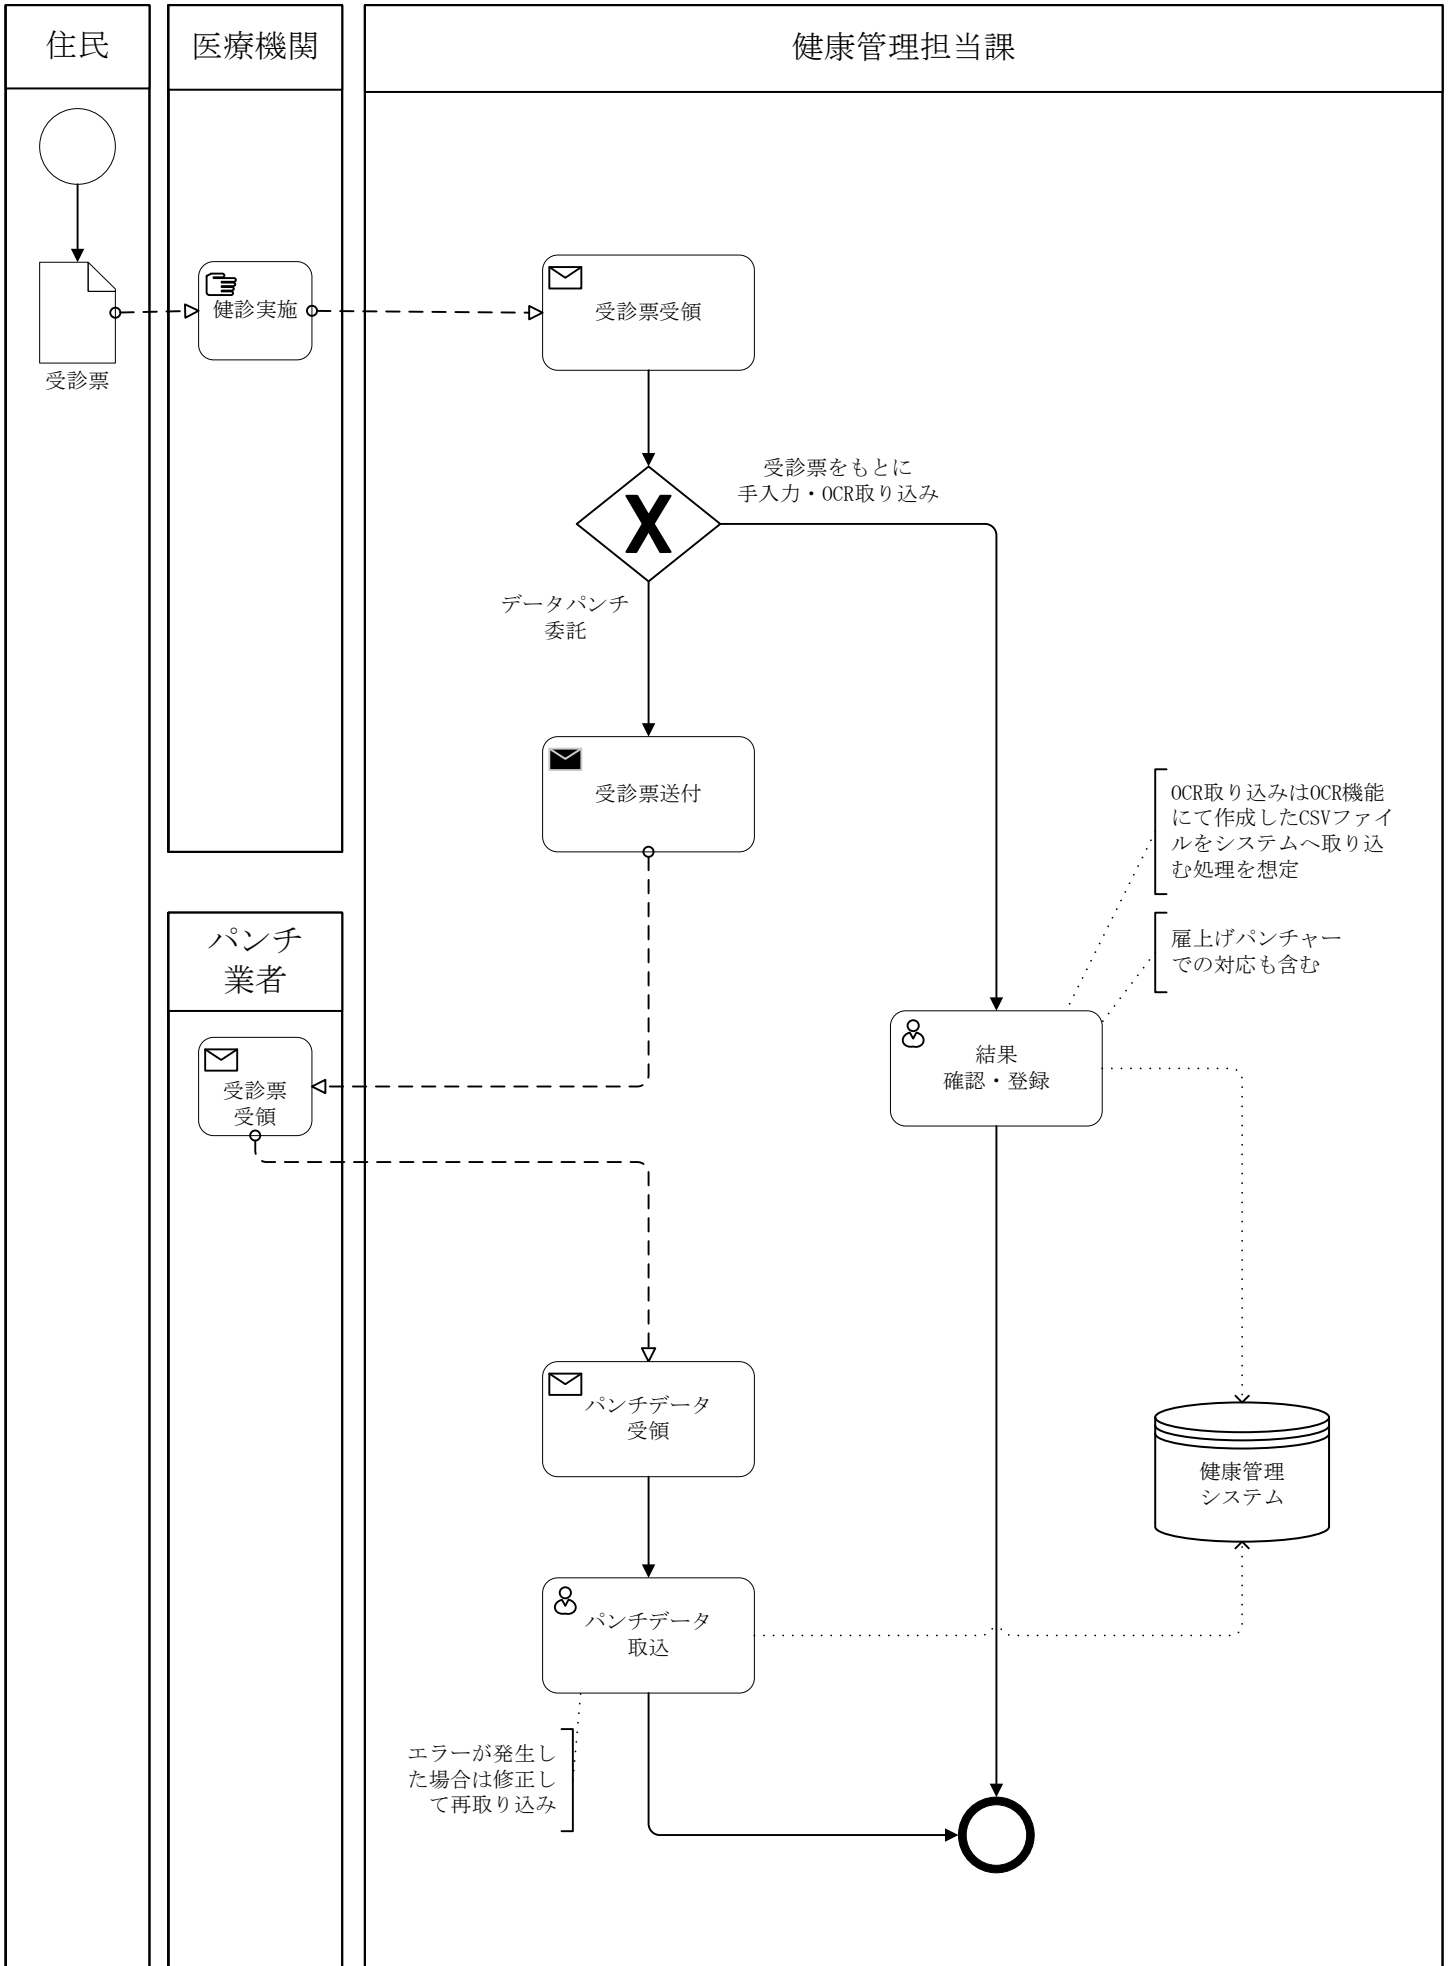 住民
医療機関
健康管理担当課
受診票
健診実施
受診票受領
受診票をもとに
手入力・OCR取り込み
データパンチ
委託
受診票送付
OCR取り込みはOCR機能
にて作成したCSVファイ
ルをシステムへ取り込
む処理を想定
雇上げパンチャー
での対応も含む
パンチ
業者
受診票
受領
結果
確認・登録
パンチデータ
受領
健康管理
システム
パンチデータ
取込
エラーが発生し
た場合は修正し
て再取り込み